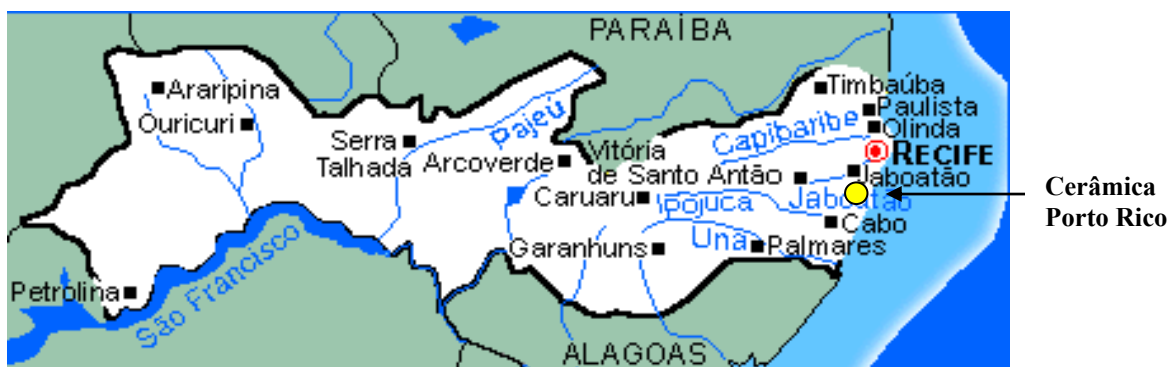 PARAÍBA
Araripina
Ouricuri
Serra
Talhada
Pajeú
Arcoverde
Timbaúba
Paulista
Capibaribe
Olinda
RECIFE
Vitória
de Santo Antão
Jaboatão
Jaboatão
Caruaru
Ipojuca
Cabo
Una
Palmares
Garanhuns
Petrolina
São Francisco
ALAGOAS
Cerâmica
Porto Rico